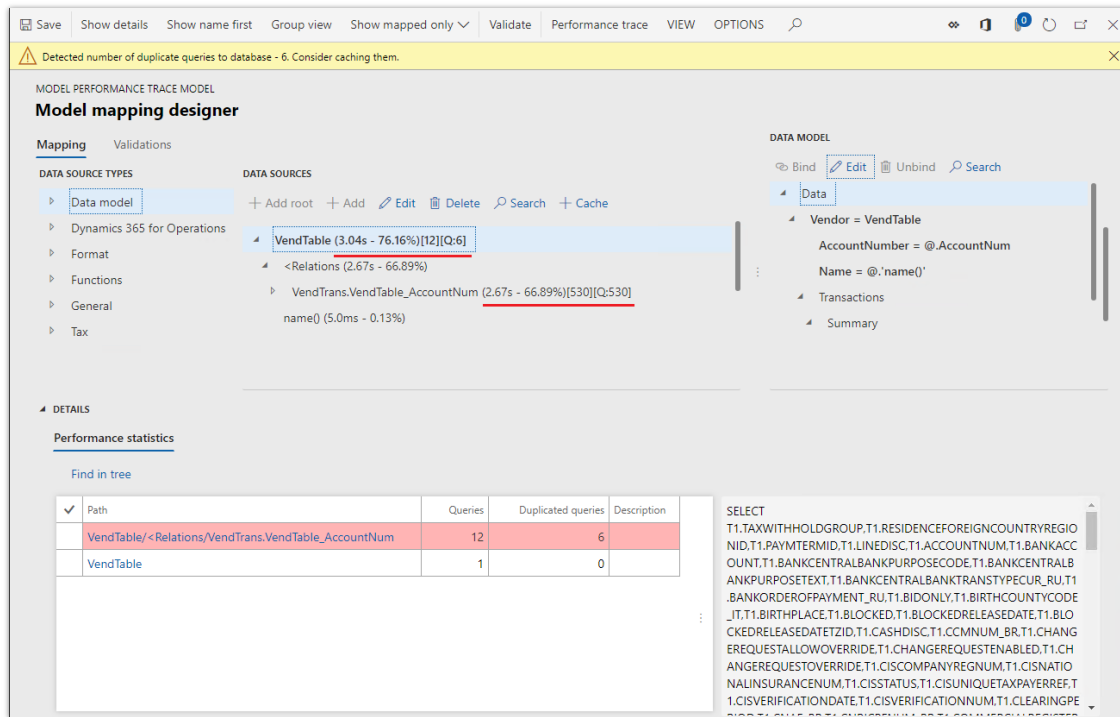 Save Show details Show name first Group view Show mapped only Validate Performance trace VIEW OPTIONS 0
Detected number of duplicate queries to database - 6. Consider caching them.
MODEL PERFORMANCE TRACE MODEL
Model mapping designer
Mapping Validations
DATA SOURCE TYPES
Data model
Dynamics 365 for Operations
Format
Functions
General
Tax
DATA SOURCES
+ Add root + Add Edit Delete Search + Cache
VendTable (3.04s - 76.16%)[12][Q:6]
<Relations (2.67s - 66.89%)
VendTrans.VendTable_AccountNum (2.67s - 66.89%)[530][Q:530]
name() (5.0ms - 0.13%)
DATA MODEL
Bind Edit Unbind Search
Data
Vendor = VendTable
AccountNumber = @.AccountNum
Name = @.'name()'
Transactions
Summary
DETAILS
Performance statistics
Find in tree
Path Queries Duplicated queries Description
VendTable/<Relations/VendTrans.VendTable_AccountNum 12 6
VendTable 1 0
SELECT
T1.TAXWITHHOLDGROUP,T1.RESIDENCEFOREIGNCOUNTRYREGIO
NID,T1.PAYMTERMID,T1.LINEDISC,T1.ACCOUNTNUM,T1.BANKACC
OUNT,T1.BANKCENTRALBANKPURPOSECODE,T1.BANKCENTRALB
ANKPURPOSETEXT,T1.BANKCENTRALBANKTRANSTYPECUR_RU,T1
.BANKORDEROFPAYMENT_RU,T1.BIDONLY,T1.BIRTHCOUNTYCODE
_IT,T1.BIRTHPLACE,T1.BLOCKED,T1.BLOCKEDRELEASEDATE,T1.BLO
CKEDRELEASEDATETZID,T1.CASHDISC,T1.CCMNUM_BR,T1.CHANG
EREQUESTALLOWOVERRIDE,T1.CHANGEREQUESTENABLED,T1.CH
ANGEREQUESTOVERRIDE,T1.CISCOMPANYREGNUM,T1.CISNATIO
NALINSURANCENUM,T1.CISSTATUS,T1.CISUNIQUETAXPAYERREF,T
1.CISVERIFICATIONDATE,T1.CISVERIFICATIONNUM,T1.CLEARINGPE